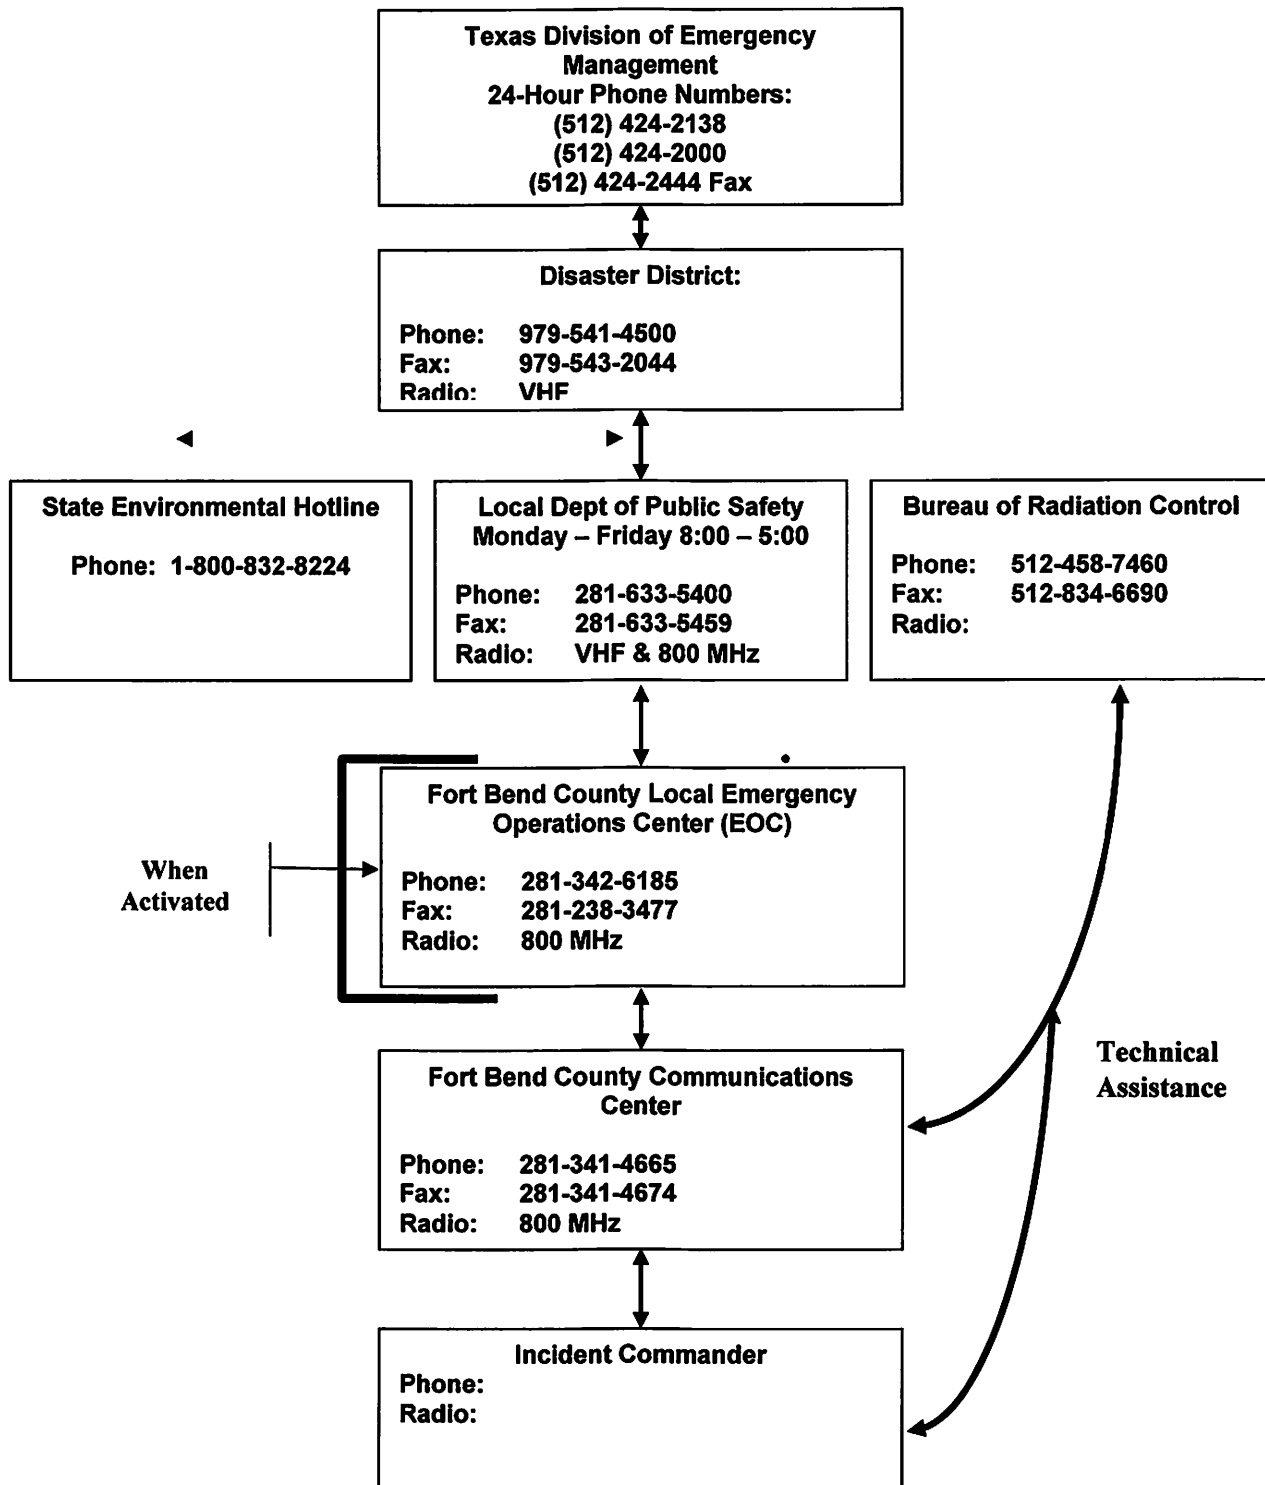 Texas Division of Emergency
Management
24-Hour Phone Numbers:
(512) 424-2138
(512) 424-2000
(512) 424-2444 Fax
Disaster District:
Phone: 979-541-4500
Fax: 979-543-2044
Radio: VHF
State Environmental Hotline
Phone: 1-800-832-8224
Local Dept of Public Safety
Monday – Friday 8:00 – 5:00
Phone: 281-633-5400
Fax: 281-633-5459
Radio: VHF & 800 MHz
Bureau of Radiation Control
Phone: 512-458-7460
Fax: 512-834-6690
Radio:
When
Activated
Fort Bend County Local Emergency
Operations Center (EOC)
Phone: 281-342-6185
Fax: 281-238-3477
Radio: 800 MHz
Technical
Assistance
Fort Bend County Communications
Center
Phone: 281-341-4665
Fax: 281-341-4674
Radio: 800 MHz
Incident Commander
Phone:
Radio: